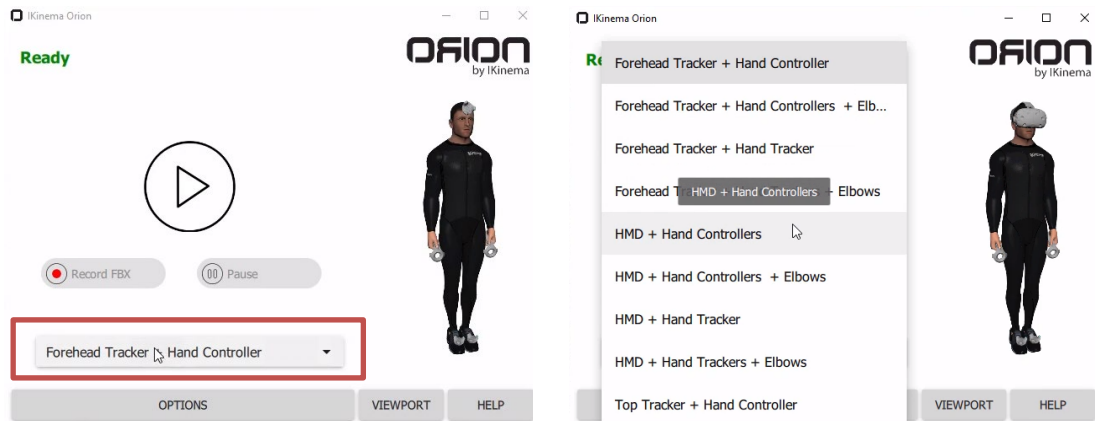 IKinema Orion
Ready
ORION
by IKinema
Record FBX
Pause
Forehead Tracker + Hand Controller
OPTIONS
VIEWPORT
HELP
IKinema Orion
ORION
by IKinema
Forehead Tracker + Hand Controller
Forehead Tracker + Hand Controllers + Elb...
Forehead Tracker + Hand Tracker
Forehead T
+ Elbows
HMD + Hand Controllers
HMD + Hand Controllers
HMD + Hand Controllers + Elbows
HMD + Hand Tracker
HMD + Hand Trackers + Elbows
Top Tracker + Hand Controller
VIEWPORT
HELP